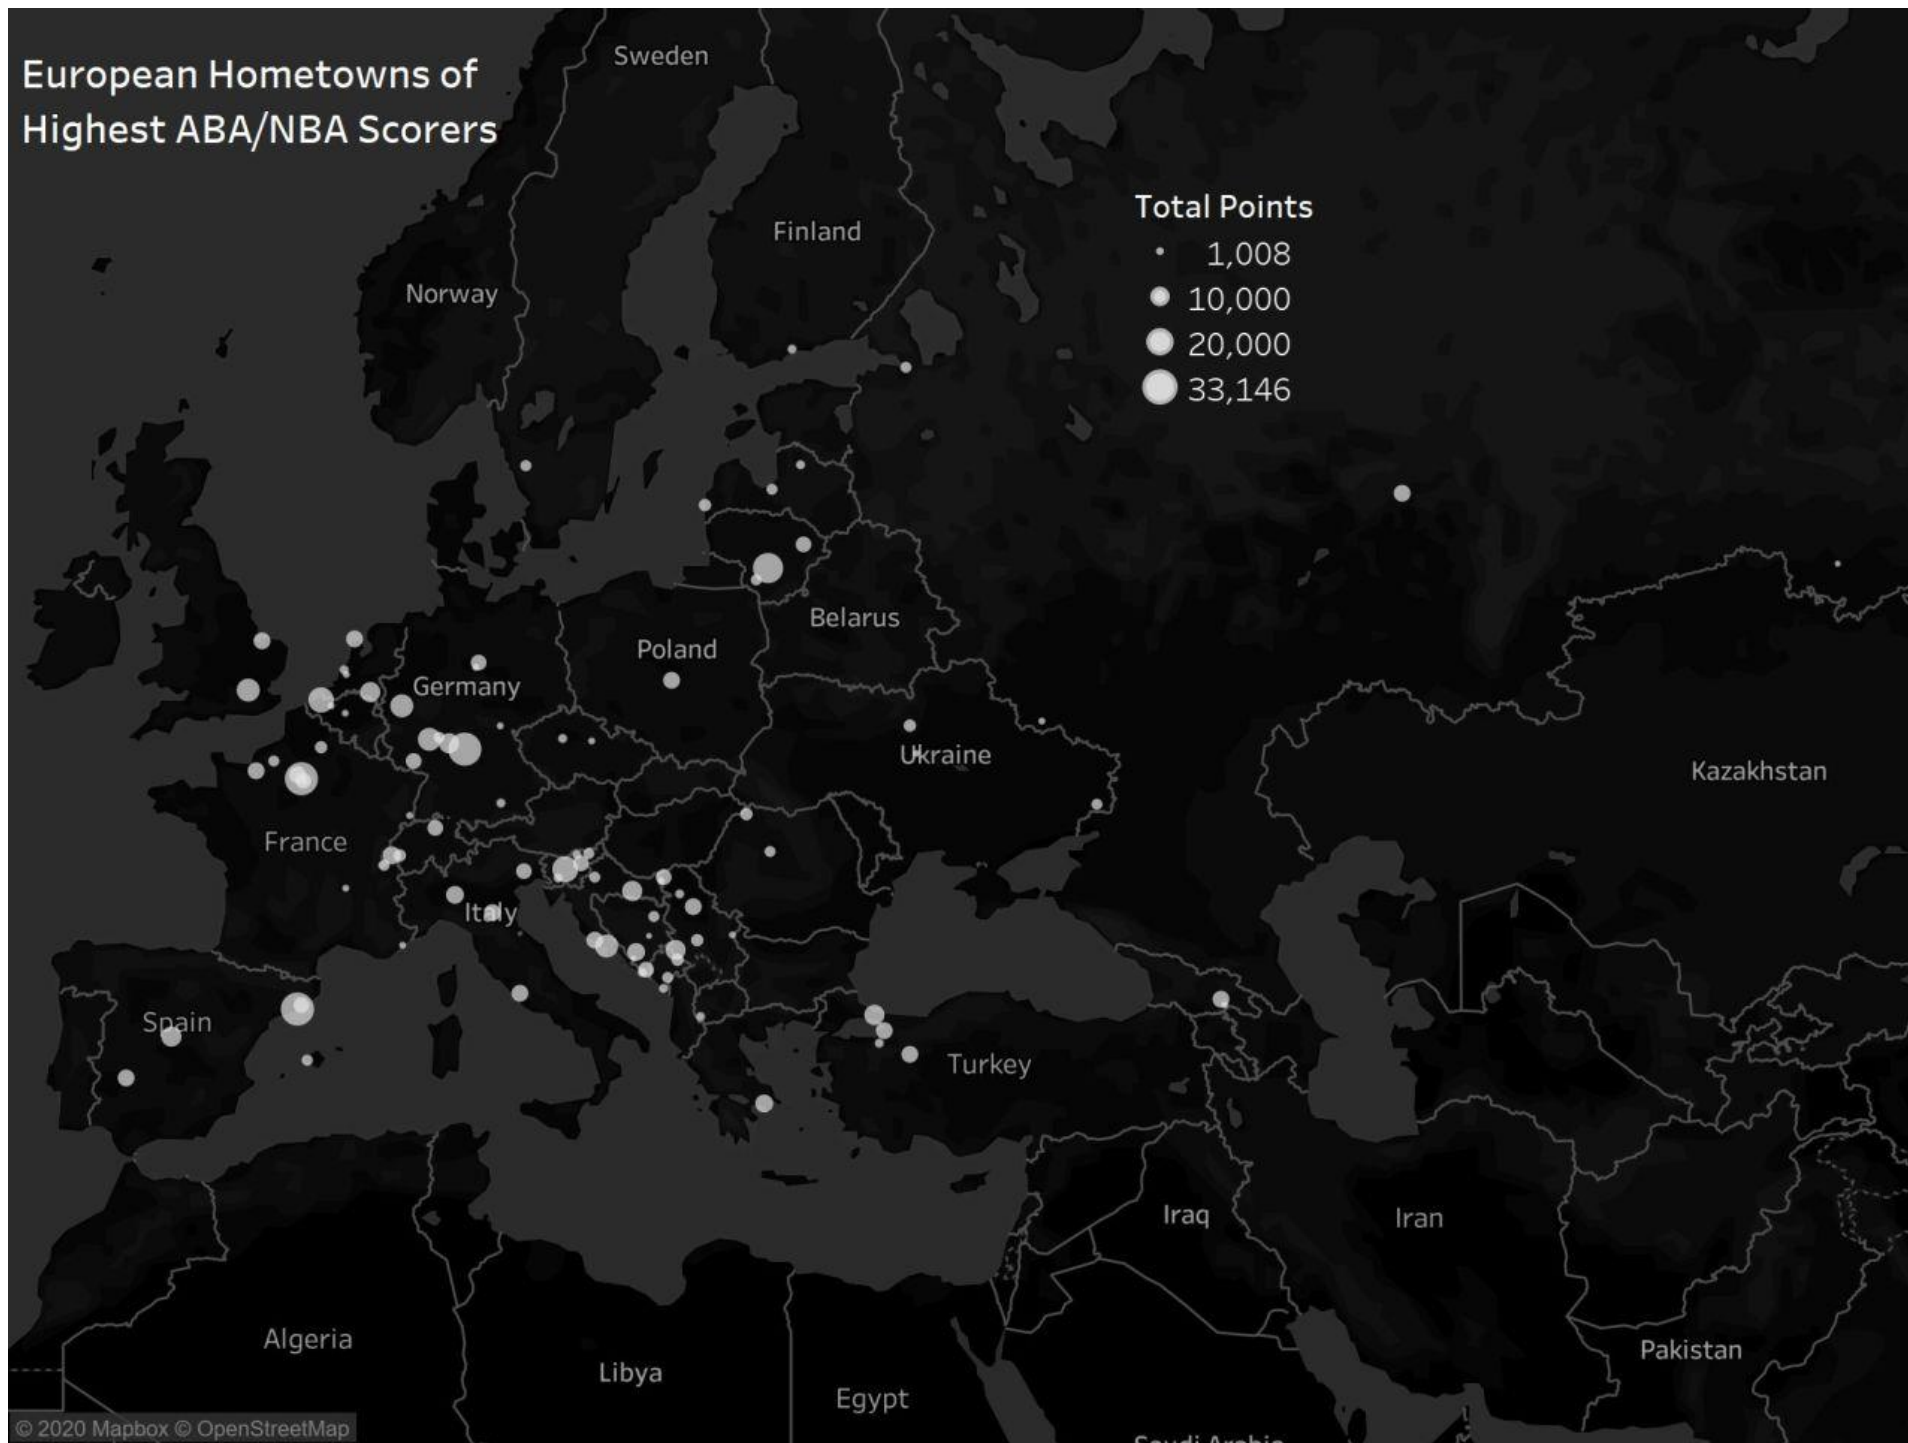 European Hometowns of
Highest ABA/NBA Scorers
Sweden
Finland
Norway
Total Points
1,008
10,000
20,000
33,146
Belarus
Poland
Germany
Ukraine
Kazakhstan
France
Italy
Spain
Turkey
Iraq
Iran
Algeria
Libya
Egypt
Pakistan
Saudi Arabia
© 2020 Mapbox © OpenStreetMap